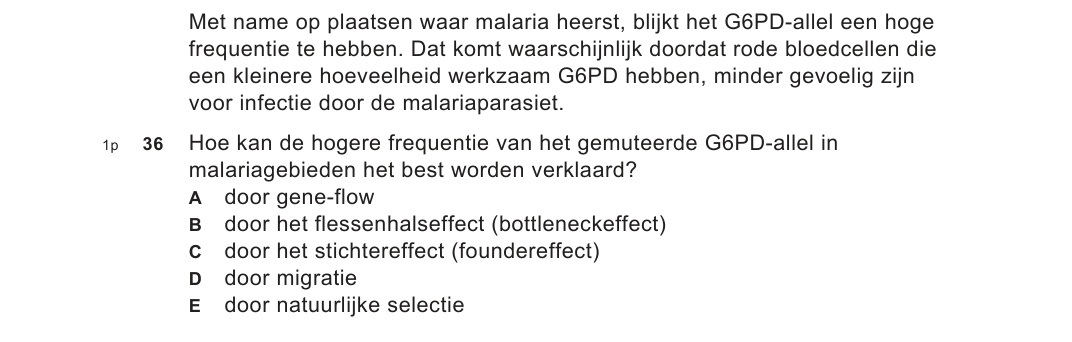 Met name op plaatsen waar malaria heerst, blijkt het G6PD-allel een hoge
frequentie te hebben. Dat komt waarschijnlijk doordat rode bloedcellen die
een kleinere hoeveelheid werkzaam G6PD hebben, minder gevoelig zijn
voor infectie door de malariaparasiet.
1p 36 Hoe kan de hogere frequentie van het gemuteerde G6PD-allel in
malariagebieden het best worden verklaard?
A door gene-flow
B door het flessenhalseffect (bottleneckeffect)
C door het stichtereffect (foundereffect)
D door migratie
E door natuurlijke selectie